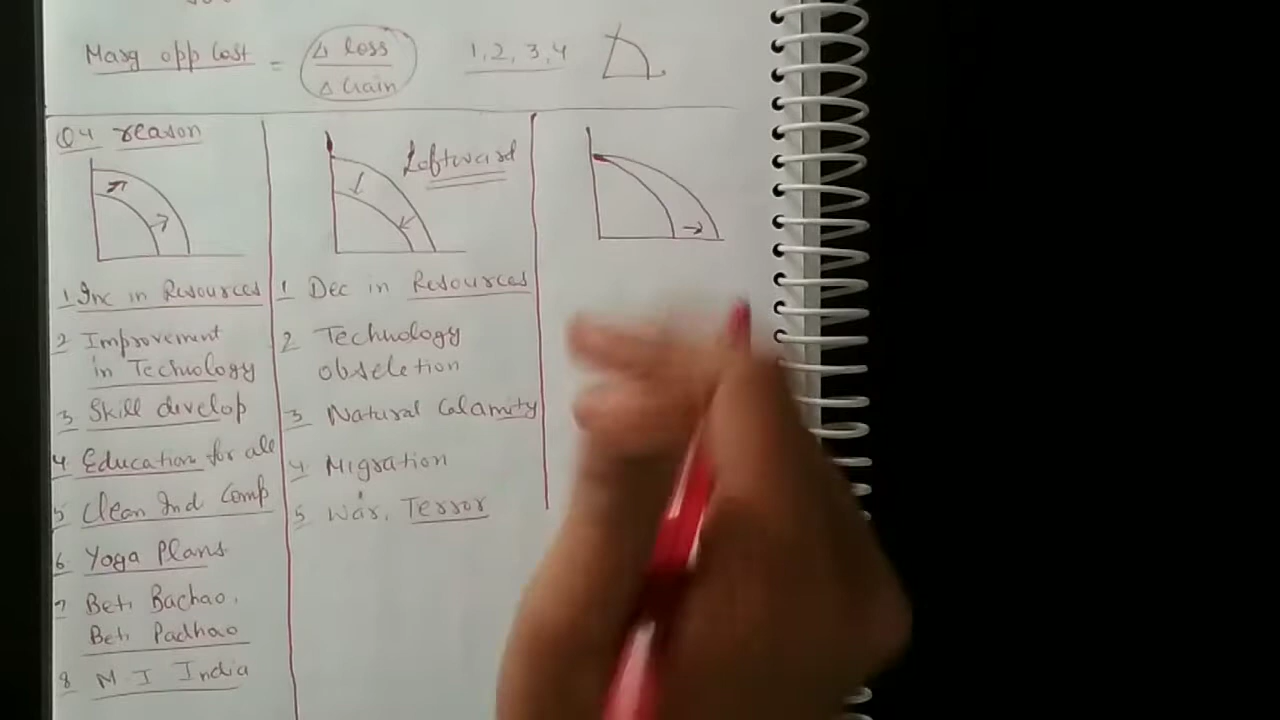 Marg opp Cost = Δ loss
Δ Gain
1, 2, 3, 4
Q4 reason
1 Inc in Resources
2 Improvement
in Technology
3 Skill develop
4 Education for all
5 Clean Ind Comp
6 Yoga Plans
7 Beti Bachao,
Beti Padhao
8 M I India
Leftward
1 Dec in Resources
2 Technology
obseletion
3 Natural Calamity
4 Migration
5 War, Terror